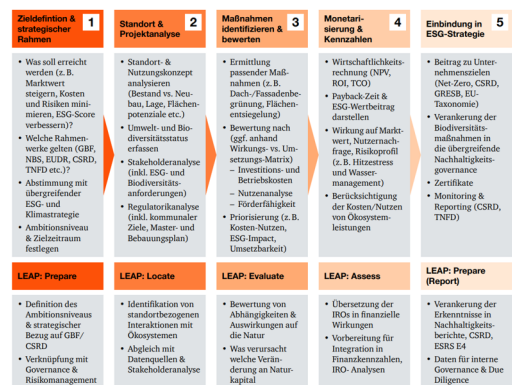 Zieldefintion &
strategischer
Rahmen
1
• Was soll erreicht
werden (z. B.
Marktwert
steigern, Kosten
und Risiken mini-
mieren, ESG-Score
verbessern)?
• Welche Rahmen-
werke gelten (GBF,
NBS, EUDR, CSRD,
TNFD etc.)?
• Abstimmung mit
übergreifender
ESG- und
Klimastrategie
• Ambitionsniveau
& Zielzeitraum
festlegen
Standort &
Projektanalyse
2
• Standort- &
Nutzungskonzept
analysieren
(Bestand vs. Neu-
bau, Lage, Flächen-
potenziale etc.)
• Umwelt- und Bio-
diversitätsstatus
erfassen
• Stakeholderanalyse
(inkl. ESG- und
Biodiversitäts-
anforderungen)
• Regulatorikanalyse
(inkl. kommunaler
Ziele, Master- und
Bebauungsplan)
Maßnahmen
identifizieren &
bewerten
3
• Ermittlung
passender Maß-
nahmen (z. B.
Dach-/Fassadenbe-
grünung, Flächen-
entsiegelung)
• Bewertung nach
(ggf. anhand
Wirkungs- vs. Um-
setzungs-Matrix)
– Investitions- und
Betriebskosten
– Nutzenanalyse
– Förderfähigkeit
• Priorisierung (z. B.
Kosten-Nutzen,
ESG-Impact,
Umsetzbarkeit)
Monetari-
sierung &
Kennzahlen
4
• Wirtschaftlichkeits-
rechnung (NPV,
ROI, TCO)
• Payback-Zeit &
ESG-Wertbeitrag
darstellen
• Wirkung auf Markt-
wert, Nutzernach-
frage, Risikoprofil
(z. B. Hitzestress
und Wasser-
management)
• Berücksichtigung
der Kosten/Nutzen
von Ökosystem-
leistungen
Einbindung in
ESG-Strategie
5
• Beitrag zu Unter-
nehmenszielen
(Net-Zero, CSRD,
GRESB, EU-
Taxonomie)
• Verankerung der
Biodiversitäts-
maßnahmen in
die übergreifende
Nachhaltigkeits-
governance
• Zertifikate
• Monitoring &
Reporting (CSRD,
TNFD)
LEAP: Prepare
• Definition des
Ambitionsniveaus
& strategischer
Bezug auf GBF/
CSRD
• Verknüpfung mit
Governance &
Risikomanagement
LEAP: Locate
• Identifikation von
standortbezogenen
Interaktionen mit
Ökosystemen
• Abgleich mit
Datenquellen &
Stakeholderanalyse
LEAP: Evaluate
• Bewertung von
Abhängigkeiten &
Auswirkungen auf
die Natur
• Was verursacht
welche Verän-
derung an Natur-
kapital
LEAP: Assess
• Übersetzung der
IROs in finanzielle
Wirkungen
• Vorbereitung für
Integration in
Finanzkennzahlen,
IRO- Analysen
LEAP: Prepare
(Report)
• Verankerung der
Erkenntnisse in
Nachhaltigkeits-
berichte, CSRD,
ESRS E4
• Daten für interne
Governance & Due
Diligence